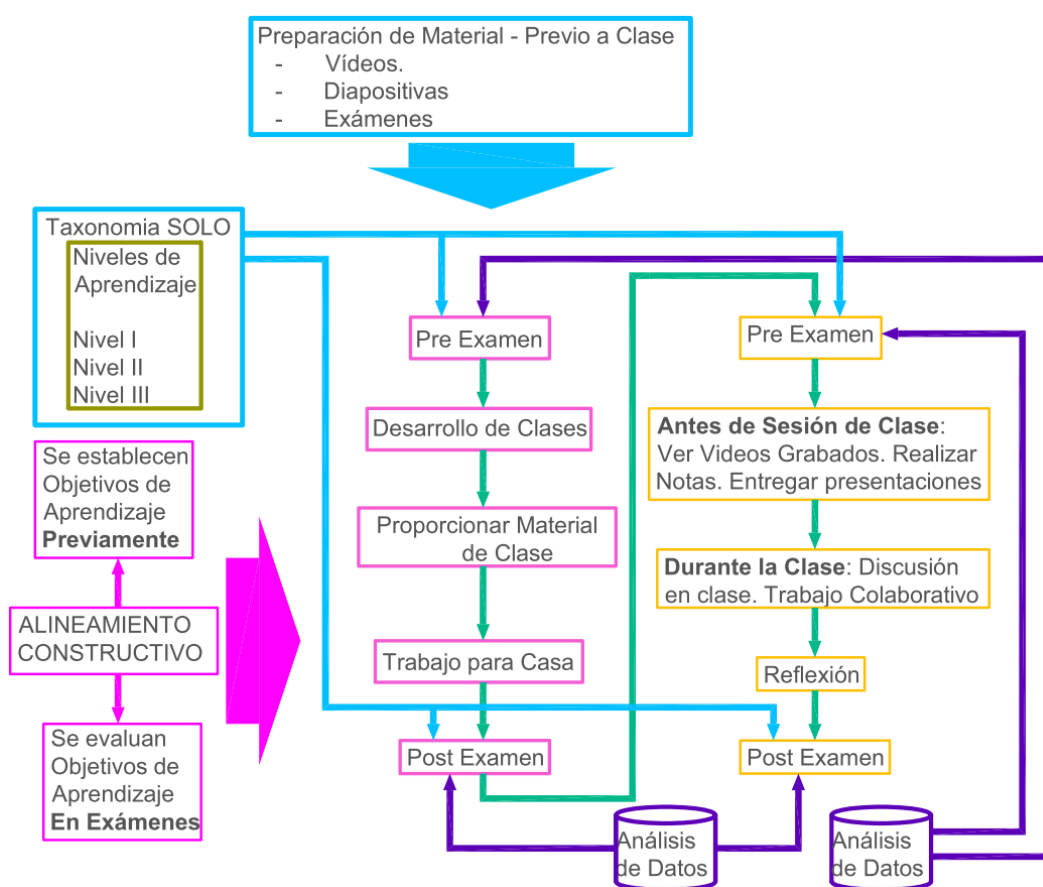 Preparación de Material - Previo a Clase
- Vídeos.
- Diapositivas
- Exámenes
Taxonomia SOLO
Niveles de
Aprendizaje
Nivel I
Nivel II
Nivel III
Se establecen
Objetivos de
Aprendizaje
Previamente
ALINEAMIENTO
CONSTRUCTIVO
Se evaluan
Objetivos de
Aprendizaje
En Exámenes
Pre Examen
Desarrollo de Clases
Proporcionar Material
de Clase
Trabajo para Casa
Post Examen
Pre Examen
Antes de Sesión de Clase:
Ver Videos Grabados. Realizar
Notas. Entregar presentaciones
Durante la Clase: Discusión
en clase. Trabajo Colaborativo
Reflexión
Post Examen
Análisis
de Datos
Análisis
de Datos